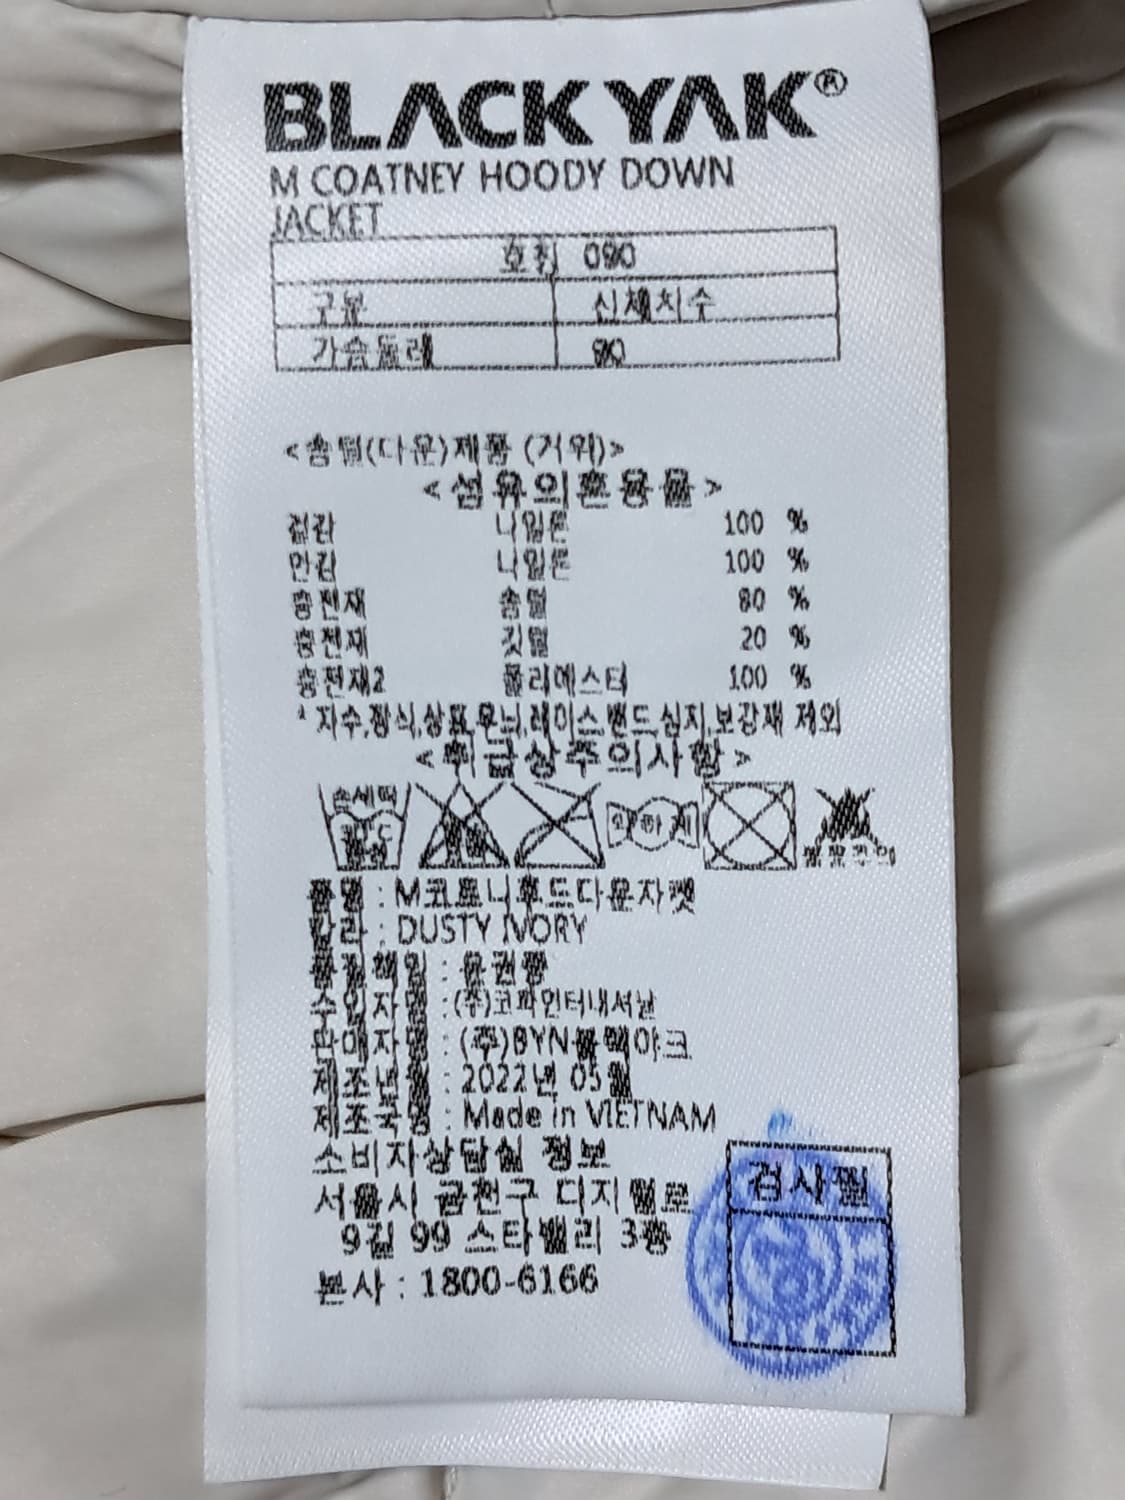 BLACK YAK®
M COATNEY HOODY DOWN
JACKET
호칭 090
구분 신체치수
가슴둘레 90
<솜털(다운)제품 (거위)>
<섬유의혼용율>
겉감 나일론 100 %
안감 나일론 100 %
충전재 솜털 80 %
충전재 깃털 20 %
충전재2 폴리에스터 100 %
*자수,장식,상표,무늬,레이스밴드,심지,보강재 제외
<취급상주의사항>
손세탁
약하게
품명 : M코트니후드다운자켓
칼라 : DUSTY IVORY
품질책임 :
수입자명 :(주)코파인터내셔날
판매자명 : (주)BYN블랙야크
제조년월 : 2022년 05월
제조국명 : Made in VIETNAM
소비자상담실 정보
서울시 금천구 디지털로
9길 99 스타밸리 3층
본사 : 1800-6166
검사필